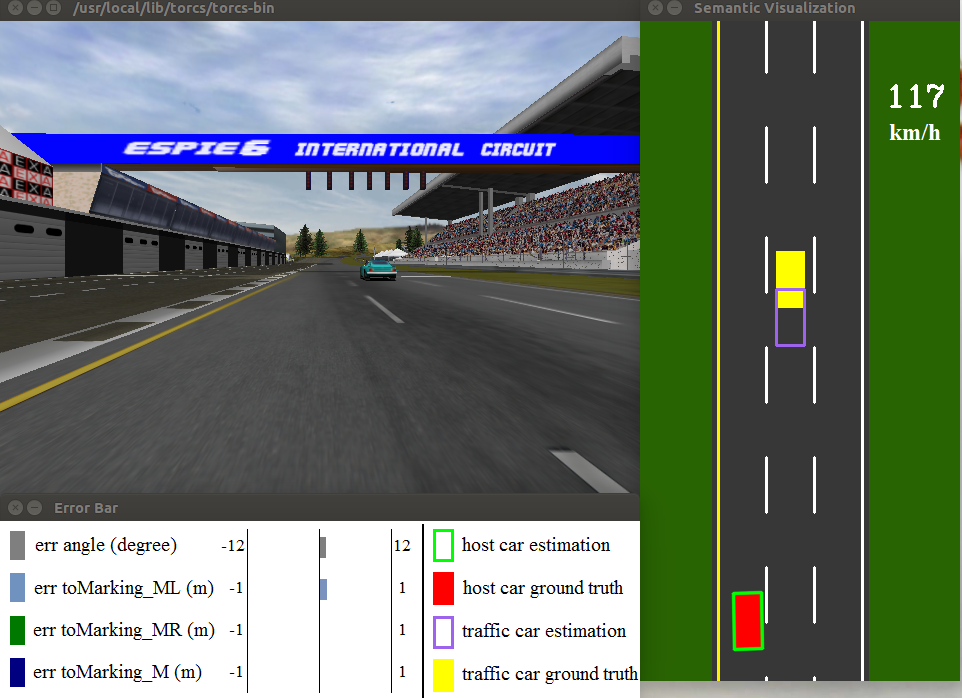 /usr/local/lib/torcs/torcs-bin
Semantic Visualization
ESPIE6 INTERNATIONAL CIRCUIT
117
km/h
Error Bar
err angle (degree) -12 12
err toMarking_ML (m) -1 1
err toMarking_MR (m) -1 1
err toMarking_M (m) -1 1
host car estimation
host car ground truth
traffic car estimation
traffic car ground truth